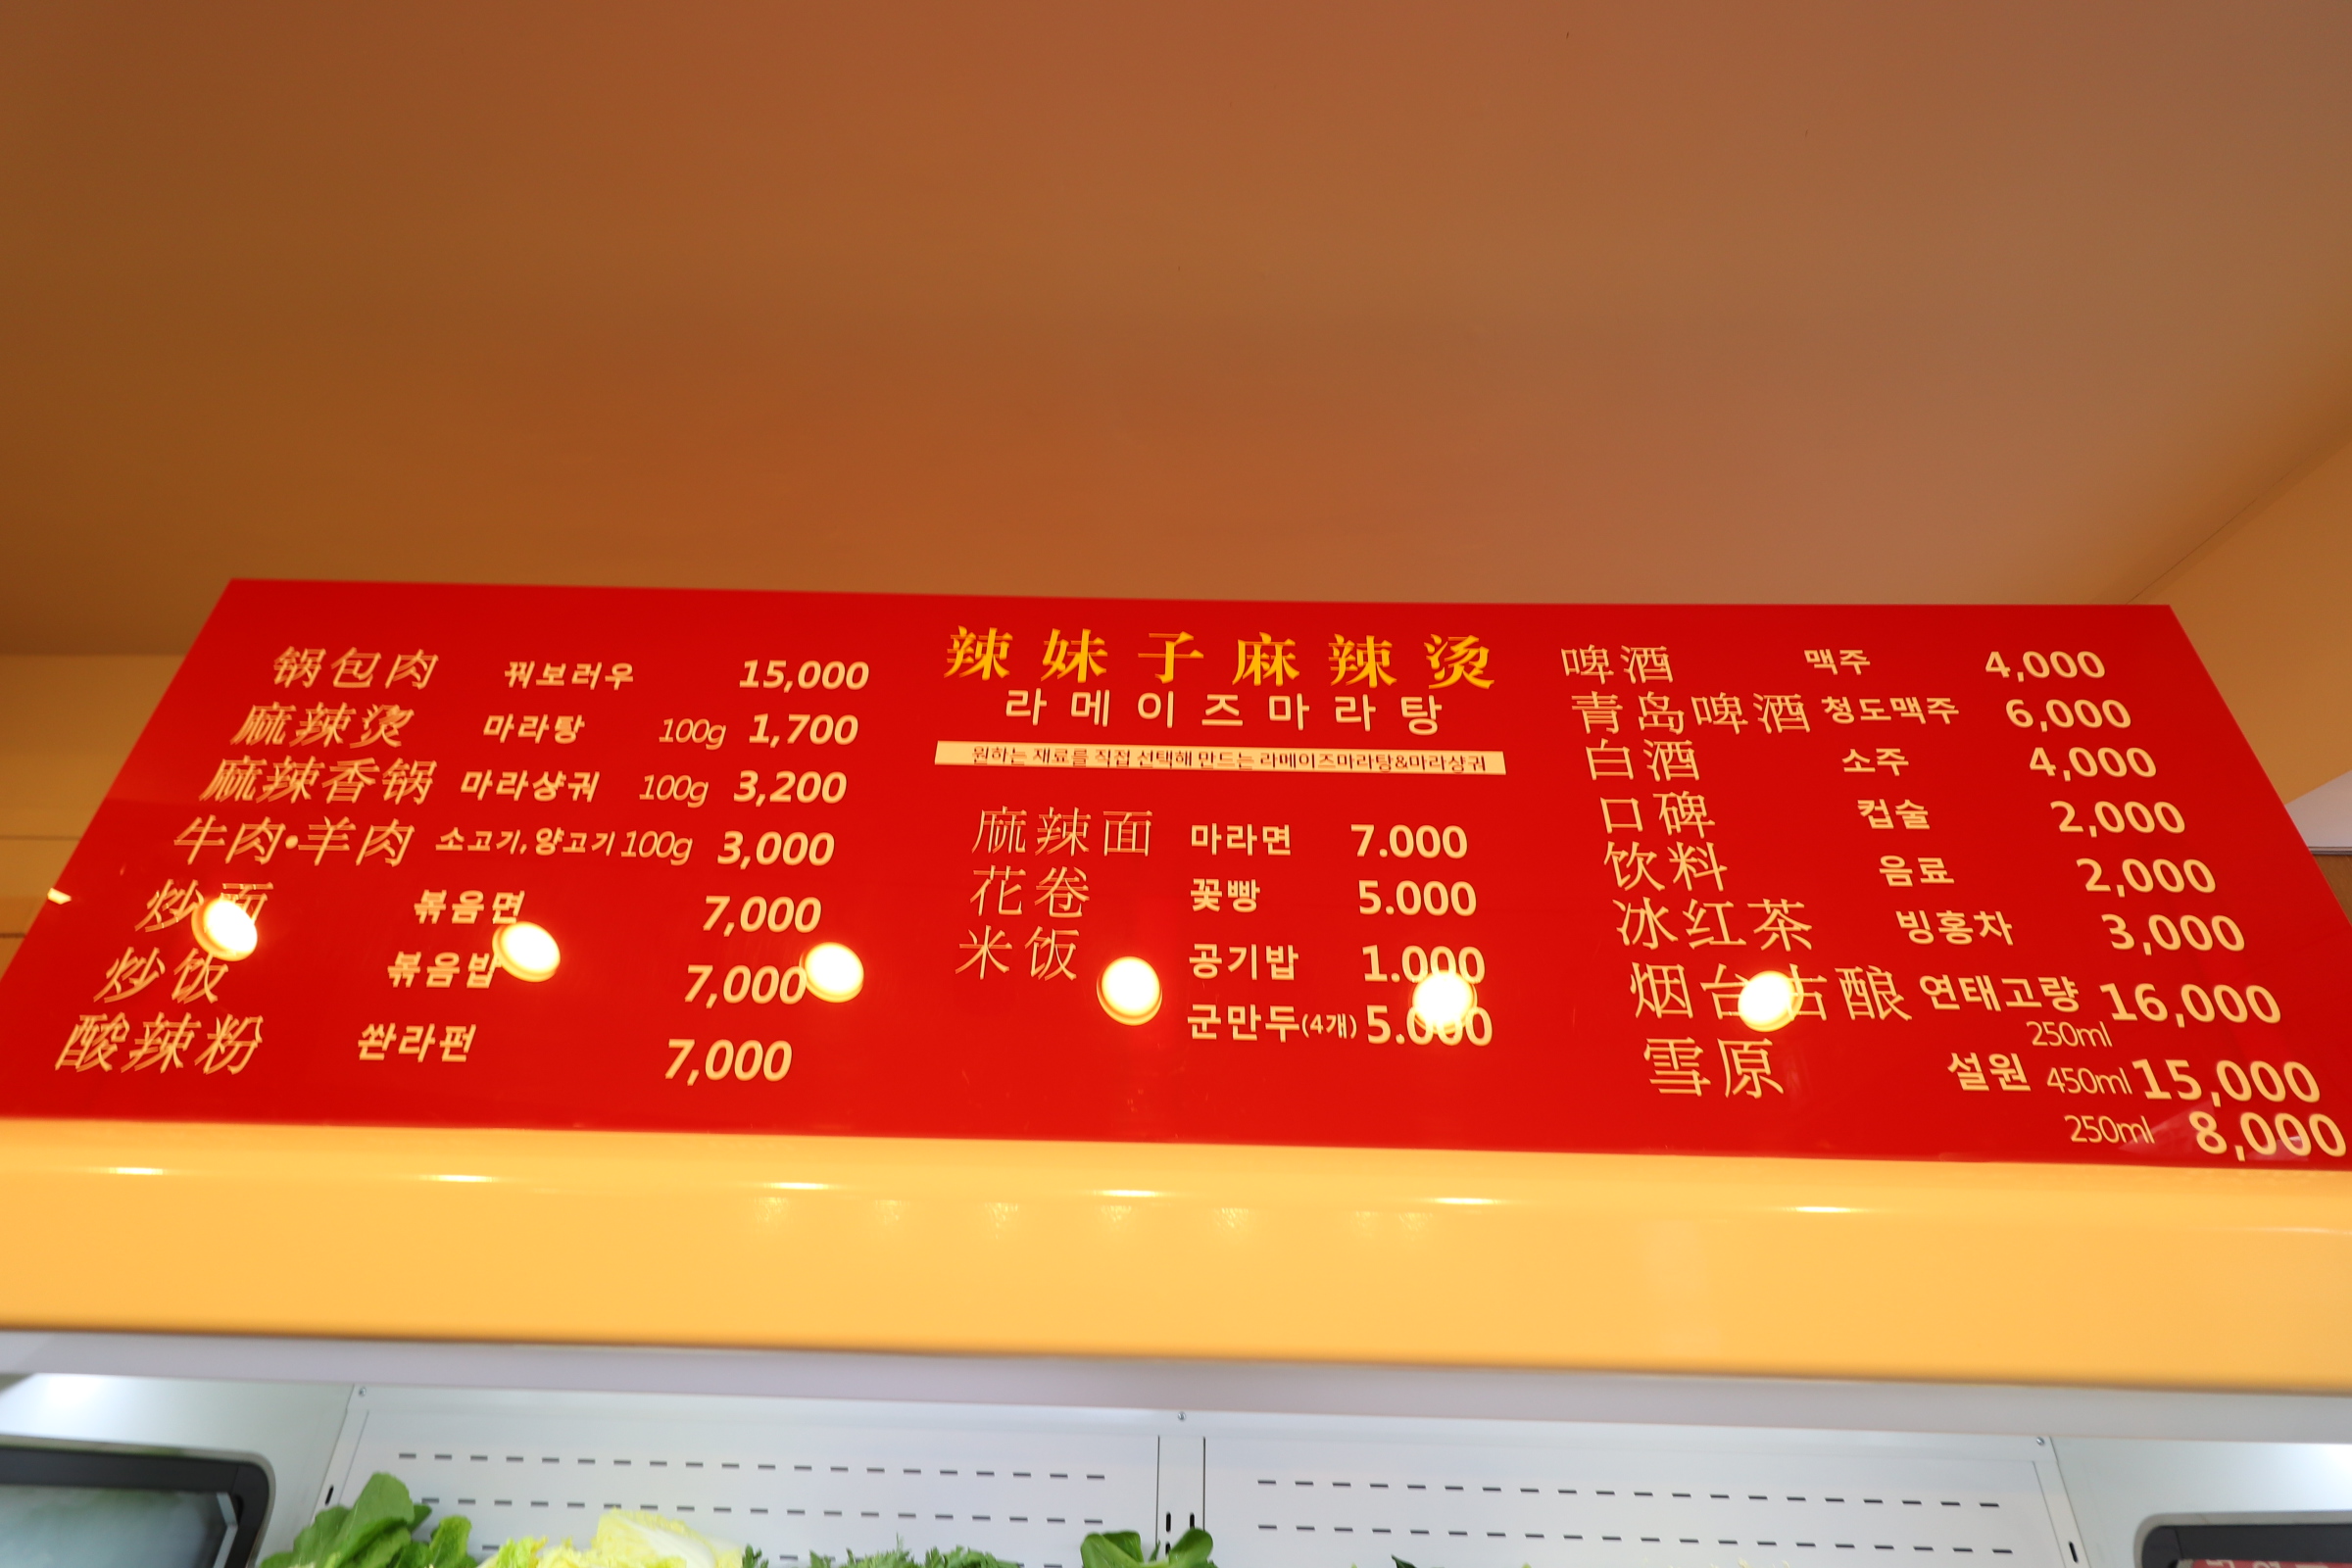 锅包肉 꿔보러우 15,000
麻辣烫 마라탕 100g 1,700
麻辣香锅 마라샹궈 100g 3,200
牛肉·羊肉 소고기,양고기 100g 3,000
炒面 볶음면 7,000
炒饭 볶음밥 7,000
酸辣粉 쏸라펀 7,000
辣妹子麻辣烫
라메이즈마라탕
원하는 재료를 직접 선택해 만드는 라메이즈마라탕&마라샹궈
麻辣面 마라면 7.000
花卷 꽃빵 5.000
米饭 공기밥 1.000
군만두(4개) 5.000
啤酒 맥주 4,000
青岛啤酒 청도맥주 6,000
白酒 소주 4,000
口碑 컵술 2,000
饮料 음료 2,000
冰红茶 빙홍차 3,000
烟台古酿 연태고량 16,000
250ml
雪原 설원 450ml 15,000
250ml 8,000